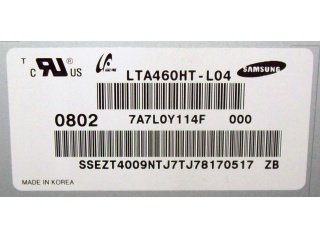 LTA460HT-L04
SAMSUNG
0802
7A7L0Y114F 000
SSEZT4009NTJ7TJ78170517 ZB
MADE IN KOREA
T
C US